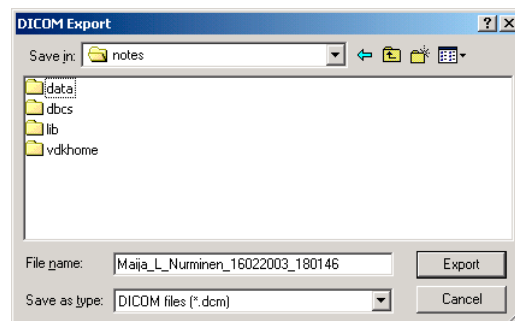 DICOM Export
Save in: notes
data
dbcs
lib
vdkhome
File name: Maija_L_Nurminen_16022003_180146 Export
Save as type: DICOM files (*.dcm) Cancel